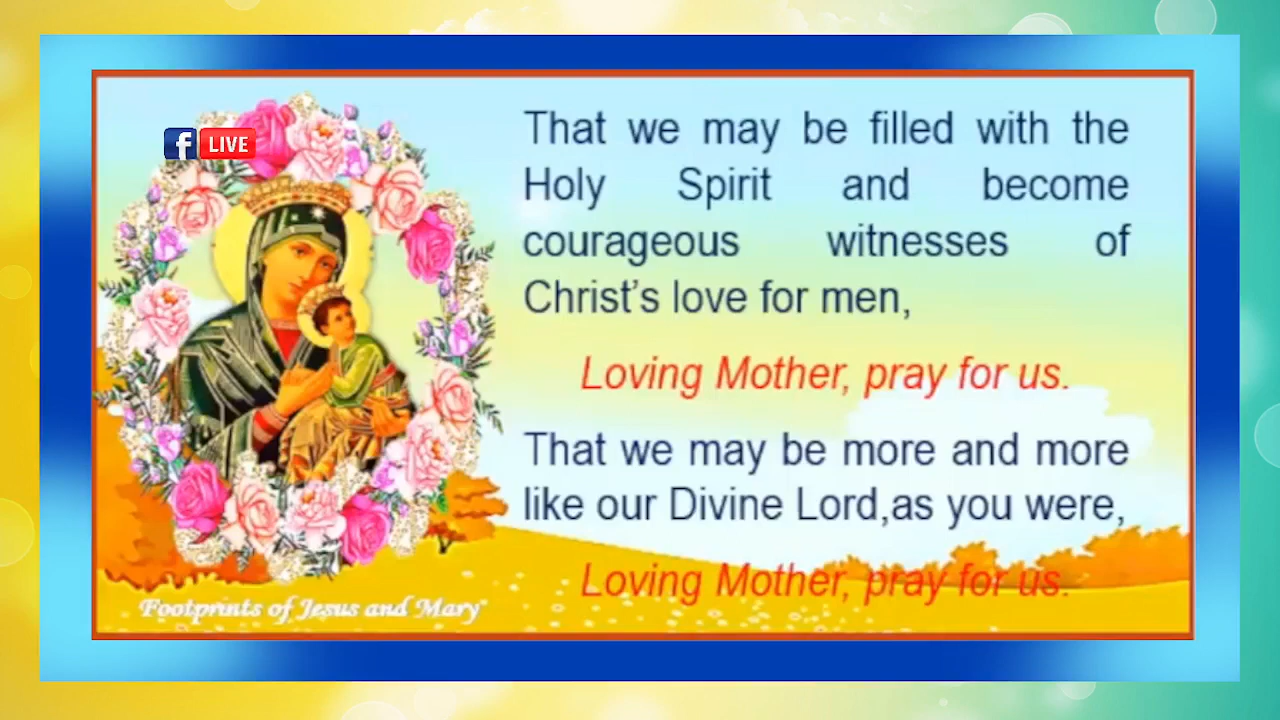 f LIVE
That we may be filled with the
Holy Spirit and become
courageous witnesses of
Christ's love for men,
Loving Mother, pray for us.
That we may be more and more
like our Divine Lord,as you were,
Loving Mother, pray for us.
Footprints of Jesus and Mary